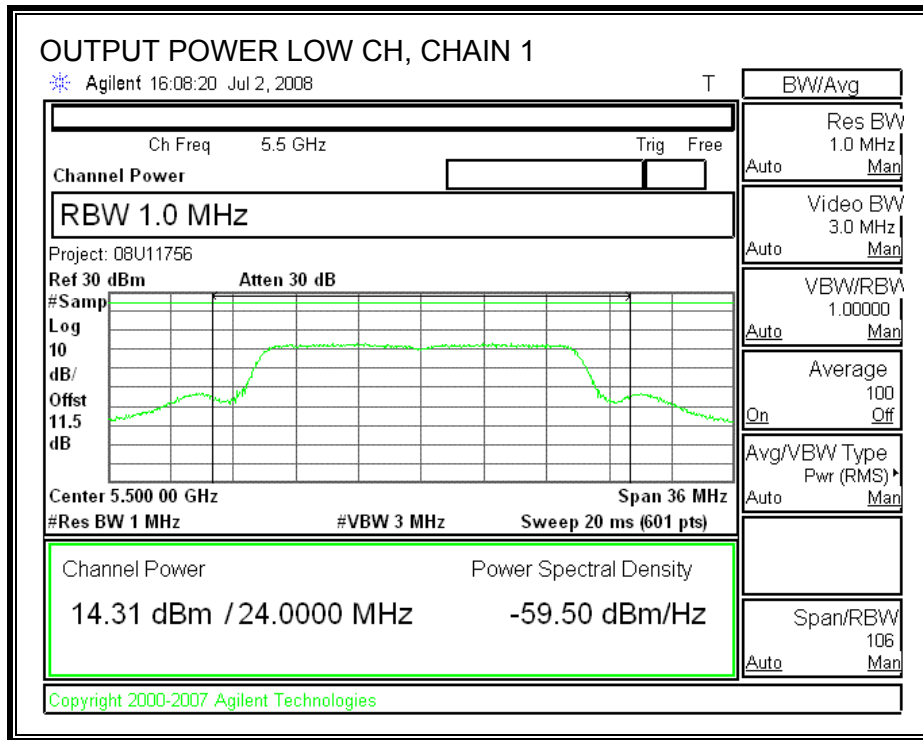 OUTPUT POWER LOW CH, CHAIN 1
Agilent 16:08:20 Jul 2, 2008 T
Ch Freq 5.5 GHz Trig Free
Channel Power
RBW 1.0 MHz
Project: 08U11756
Ref 30 dBm Atten 30 dB
#Samp
Log
10
dB/
Offst
11.5
dB
Center 5.500 00 GHz Span 36 MHz
#Res BW 1 MHz #VBW 3 MHz Sweep 20 ms (601 pts)
Channel Power Power Spectral Density
14.31 dBm / 24.0000 MHz -59.50 dBm/Hz
Copyright 2000-2007 Agilent Technologies
BW/Avg
Res BW
1.0 MHz
Auto Man
Video BW
3.0 MHz
Auto Man
VBW/RBW
1.00000
Auto Man
Average
100
On Off
Avg/VBW Type
Pwr (RMS)
Auto Man
Span/RBW
106
Auto Man